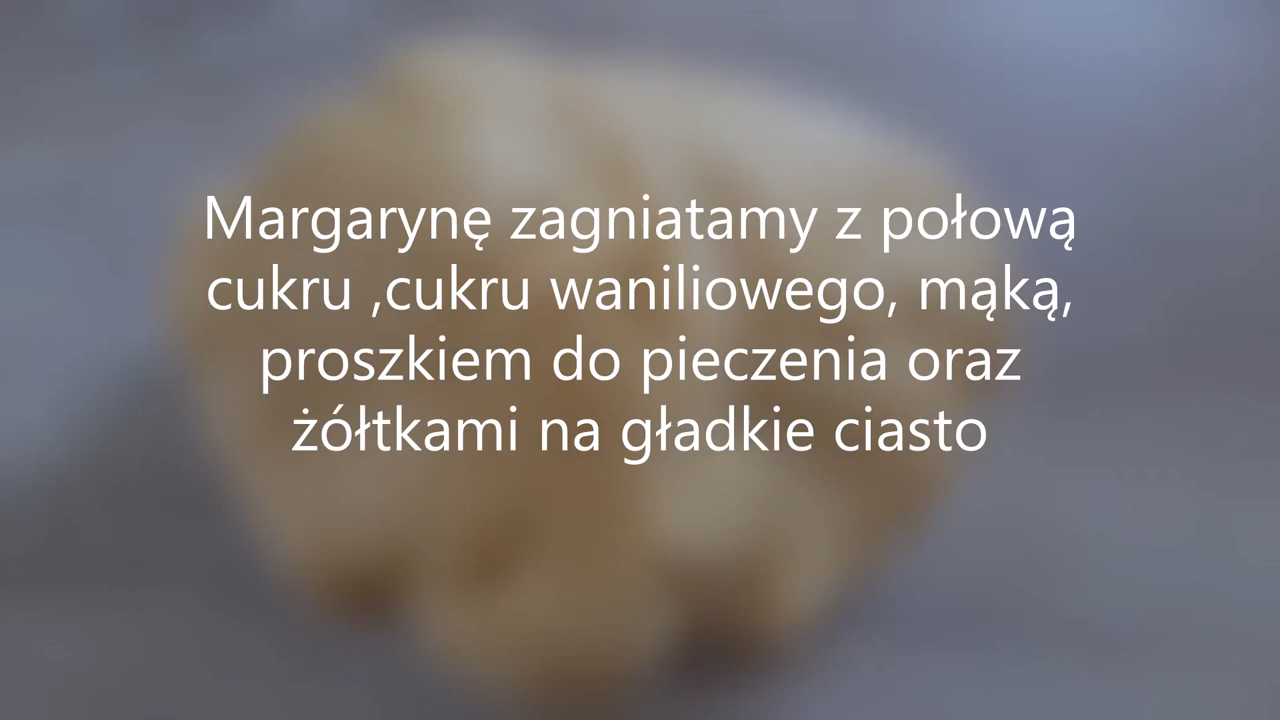 Margarynę zagniatamy z połową
cukru ,cukru waniliowego, mąką,
proszkiem do pieczenia oraz
żółtkami na gładkie ciasto